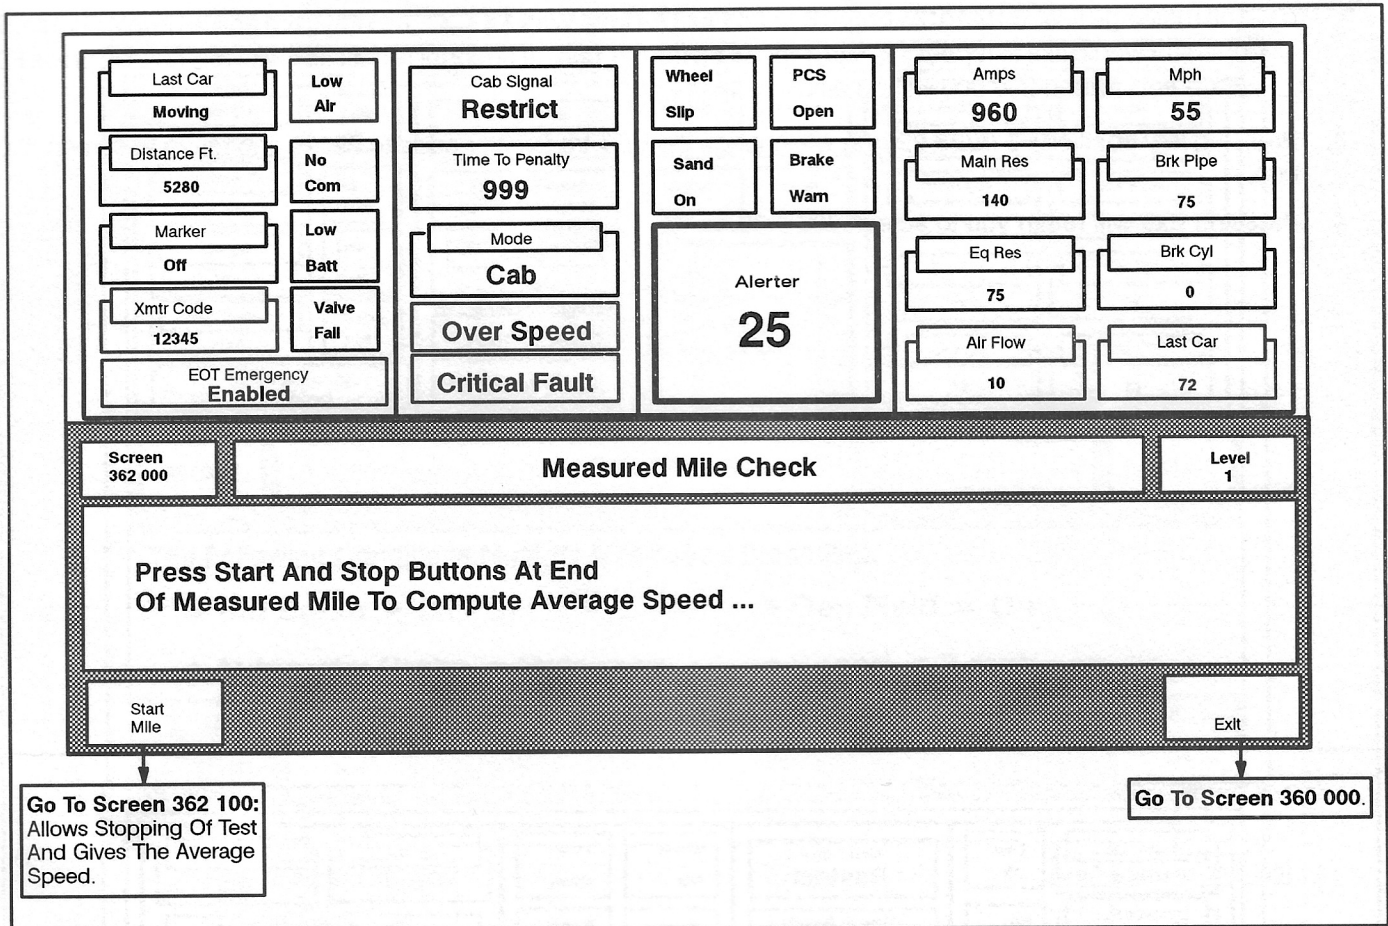 Last Car
Moving
Low
Air
Distance Ft.
5280
No
Com
Marker
Off
Low
Batt
Xmtr Code
12345
Valve
Fail
EOT Emergency
Enabled
Cab Signal
Restrict
Time To Penalty
999
Mode
Cab
Over Speed
Critical Fault
Wheel
Slip
PCS
Open
Sand
On
Brake
Warn
Alerter
25
Amps
960
Mph
55
Main Res
140
Brk Pipe
75
Eq Res
75
Brk Cyl
0
Air Flow
10
Last Car
72
Screen
362 000
Measured Mile Check
Level
1
Press Start And Stop Buttons At End
Of Measured Mile To Compute Average Speed ...
Start
Mile
Exit
Go To Screen 362 100:
Allows Stopping Of Test
And Gives The Average
Speed.
Go To Screen 360 000.